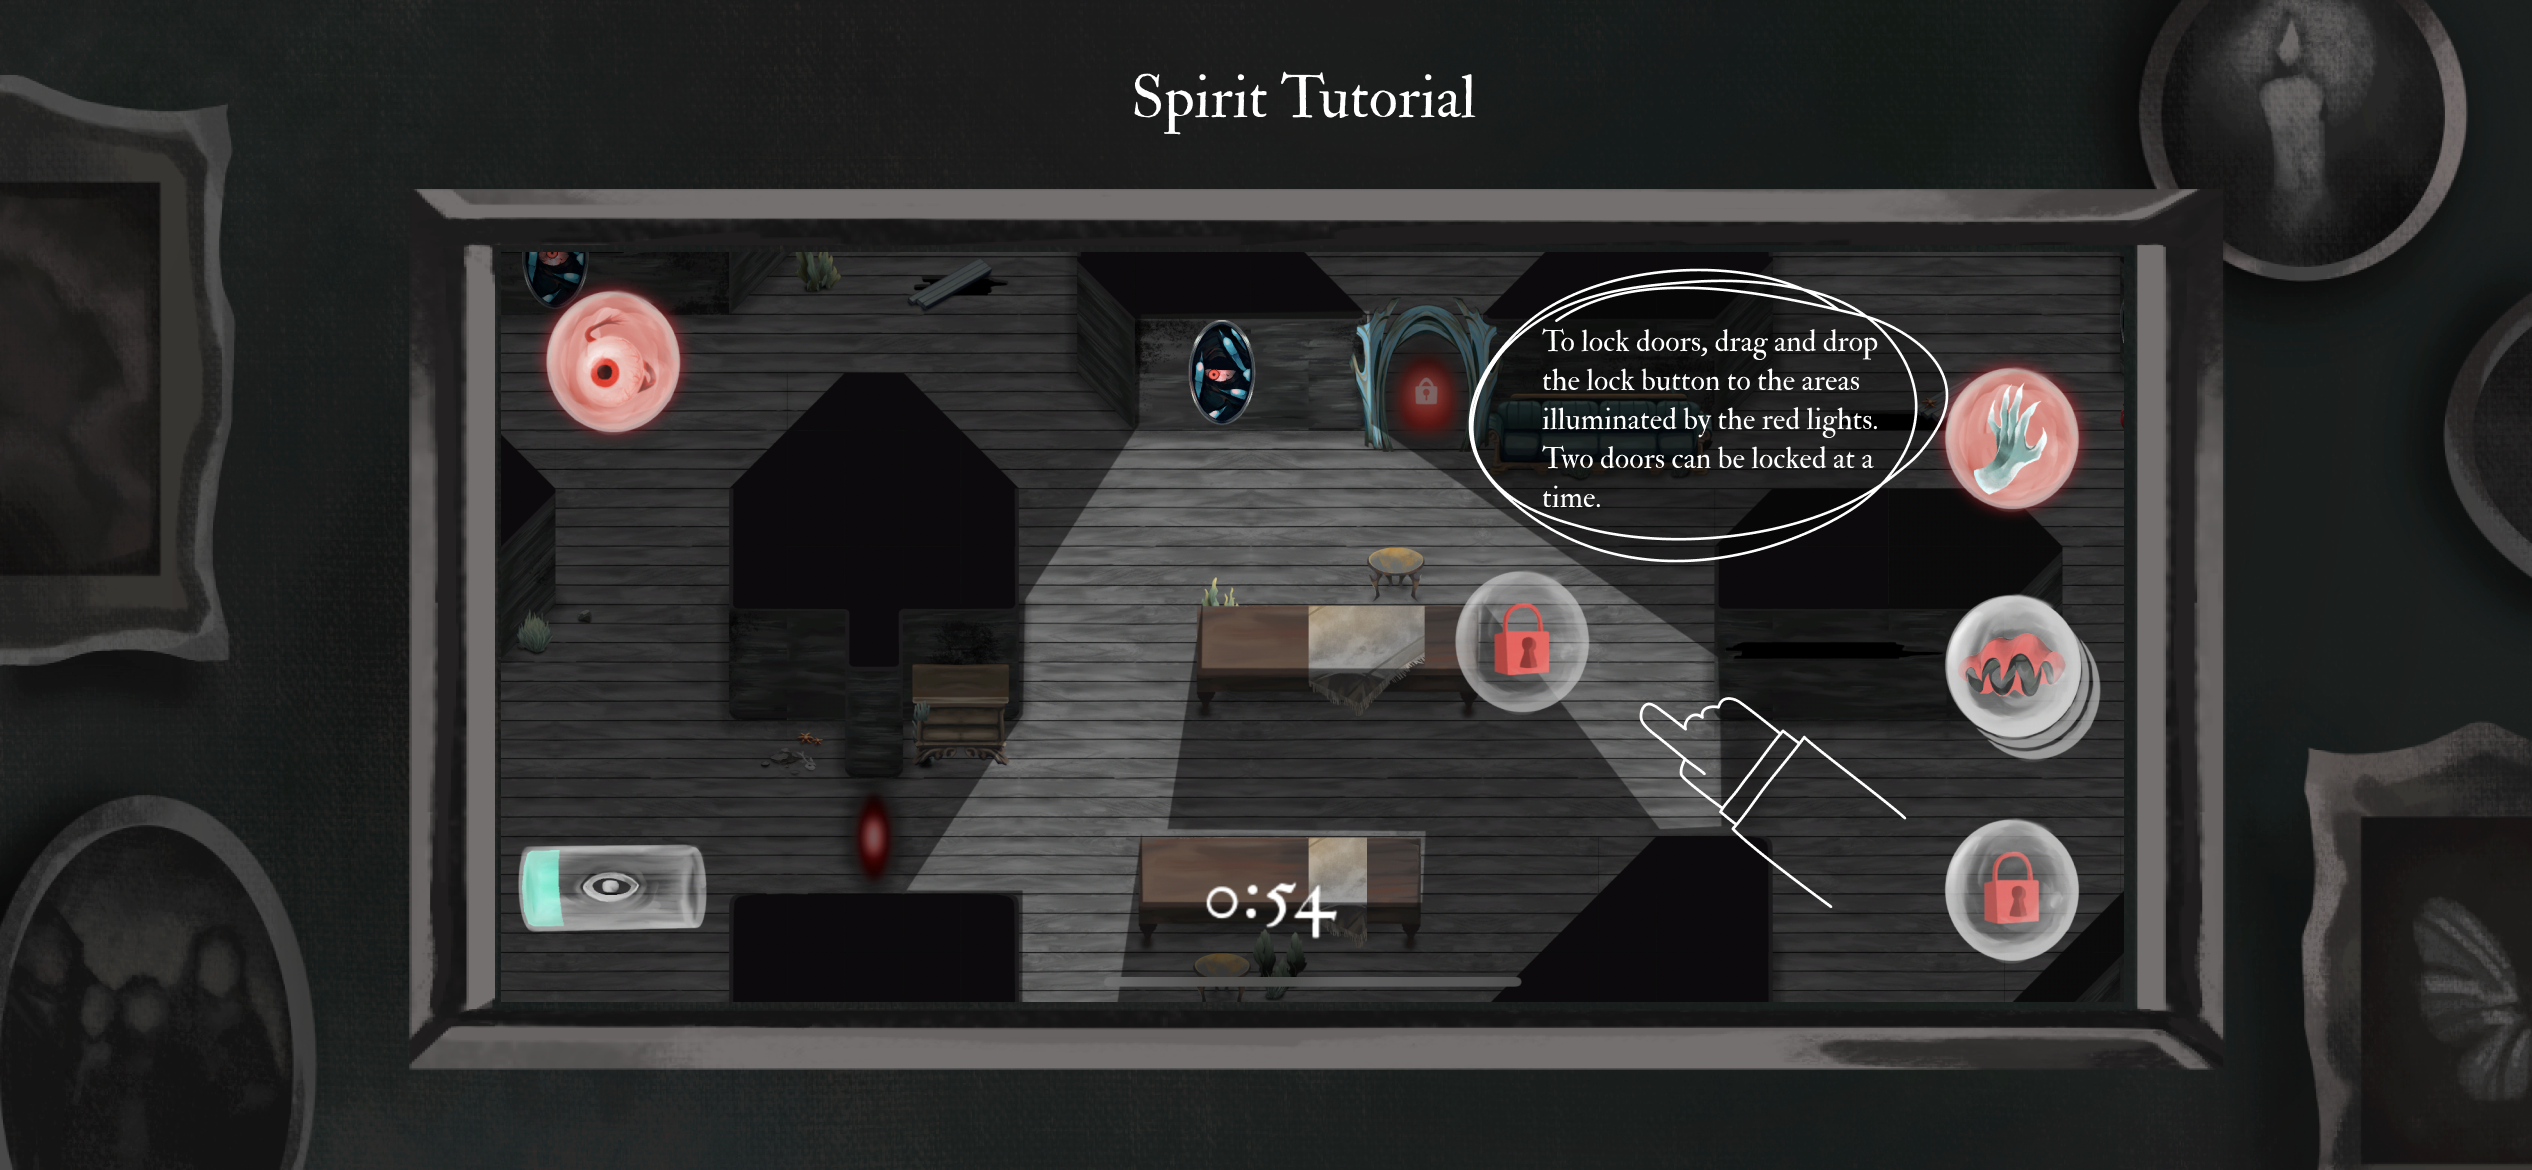 Spirit Tutorial
To lock doors, drag and drop
the lock button to the areas
illuminated by the red lights.
Two doors can be locked at a
time.
0:54